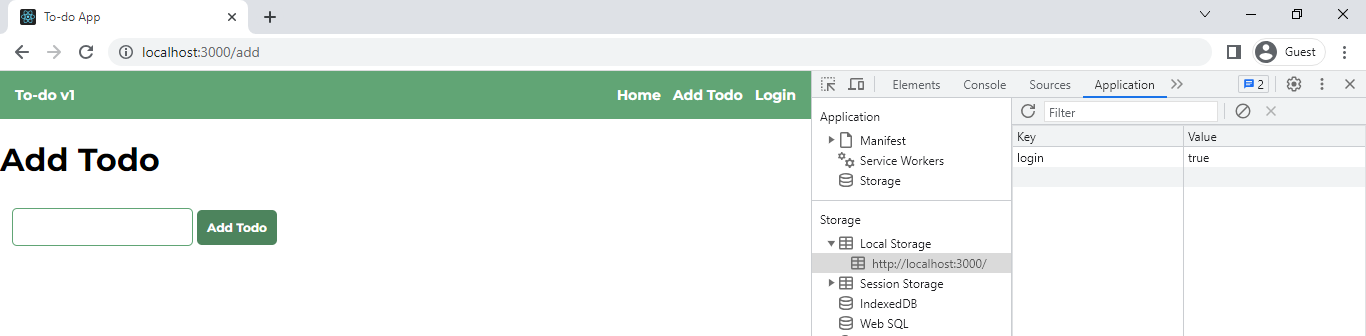 To-do App
localhost:3000/add
Guest
To-do v1
Home Add Todo Login
Add Todo
Add Todo
Elements Console Sources Application 2
Application
Manifest
Service Workers
Storage
Storage
Local Storage
http://localhost:3000/
Session Storage
IndexedDB
Web SQL
Filter
Key Value
login true